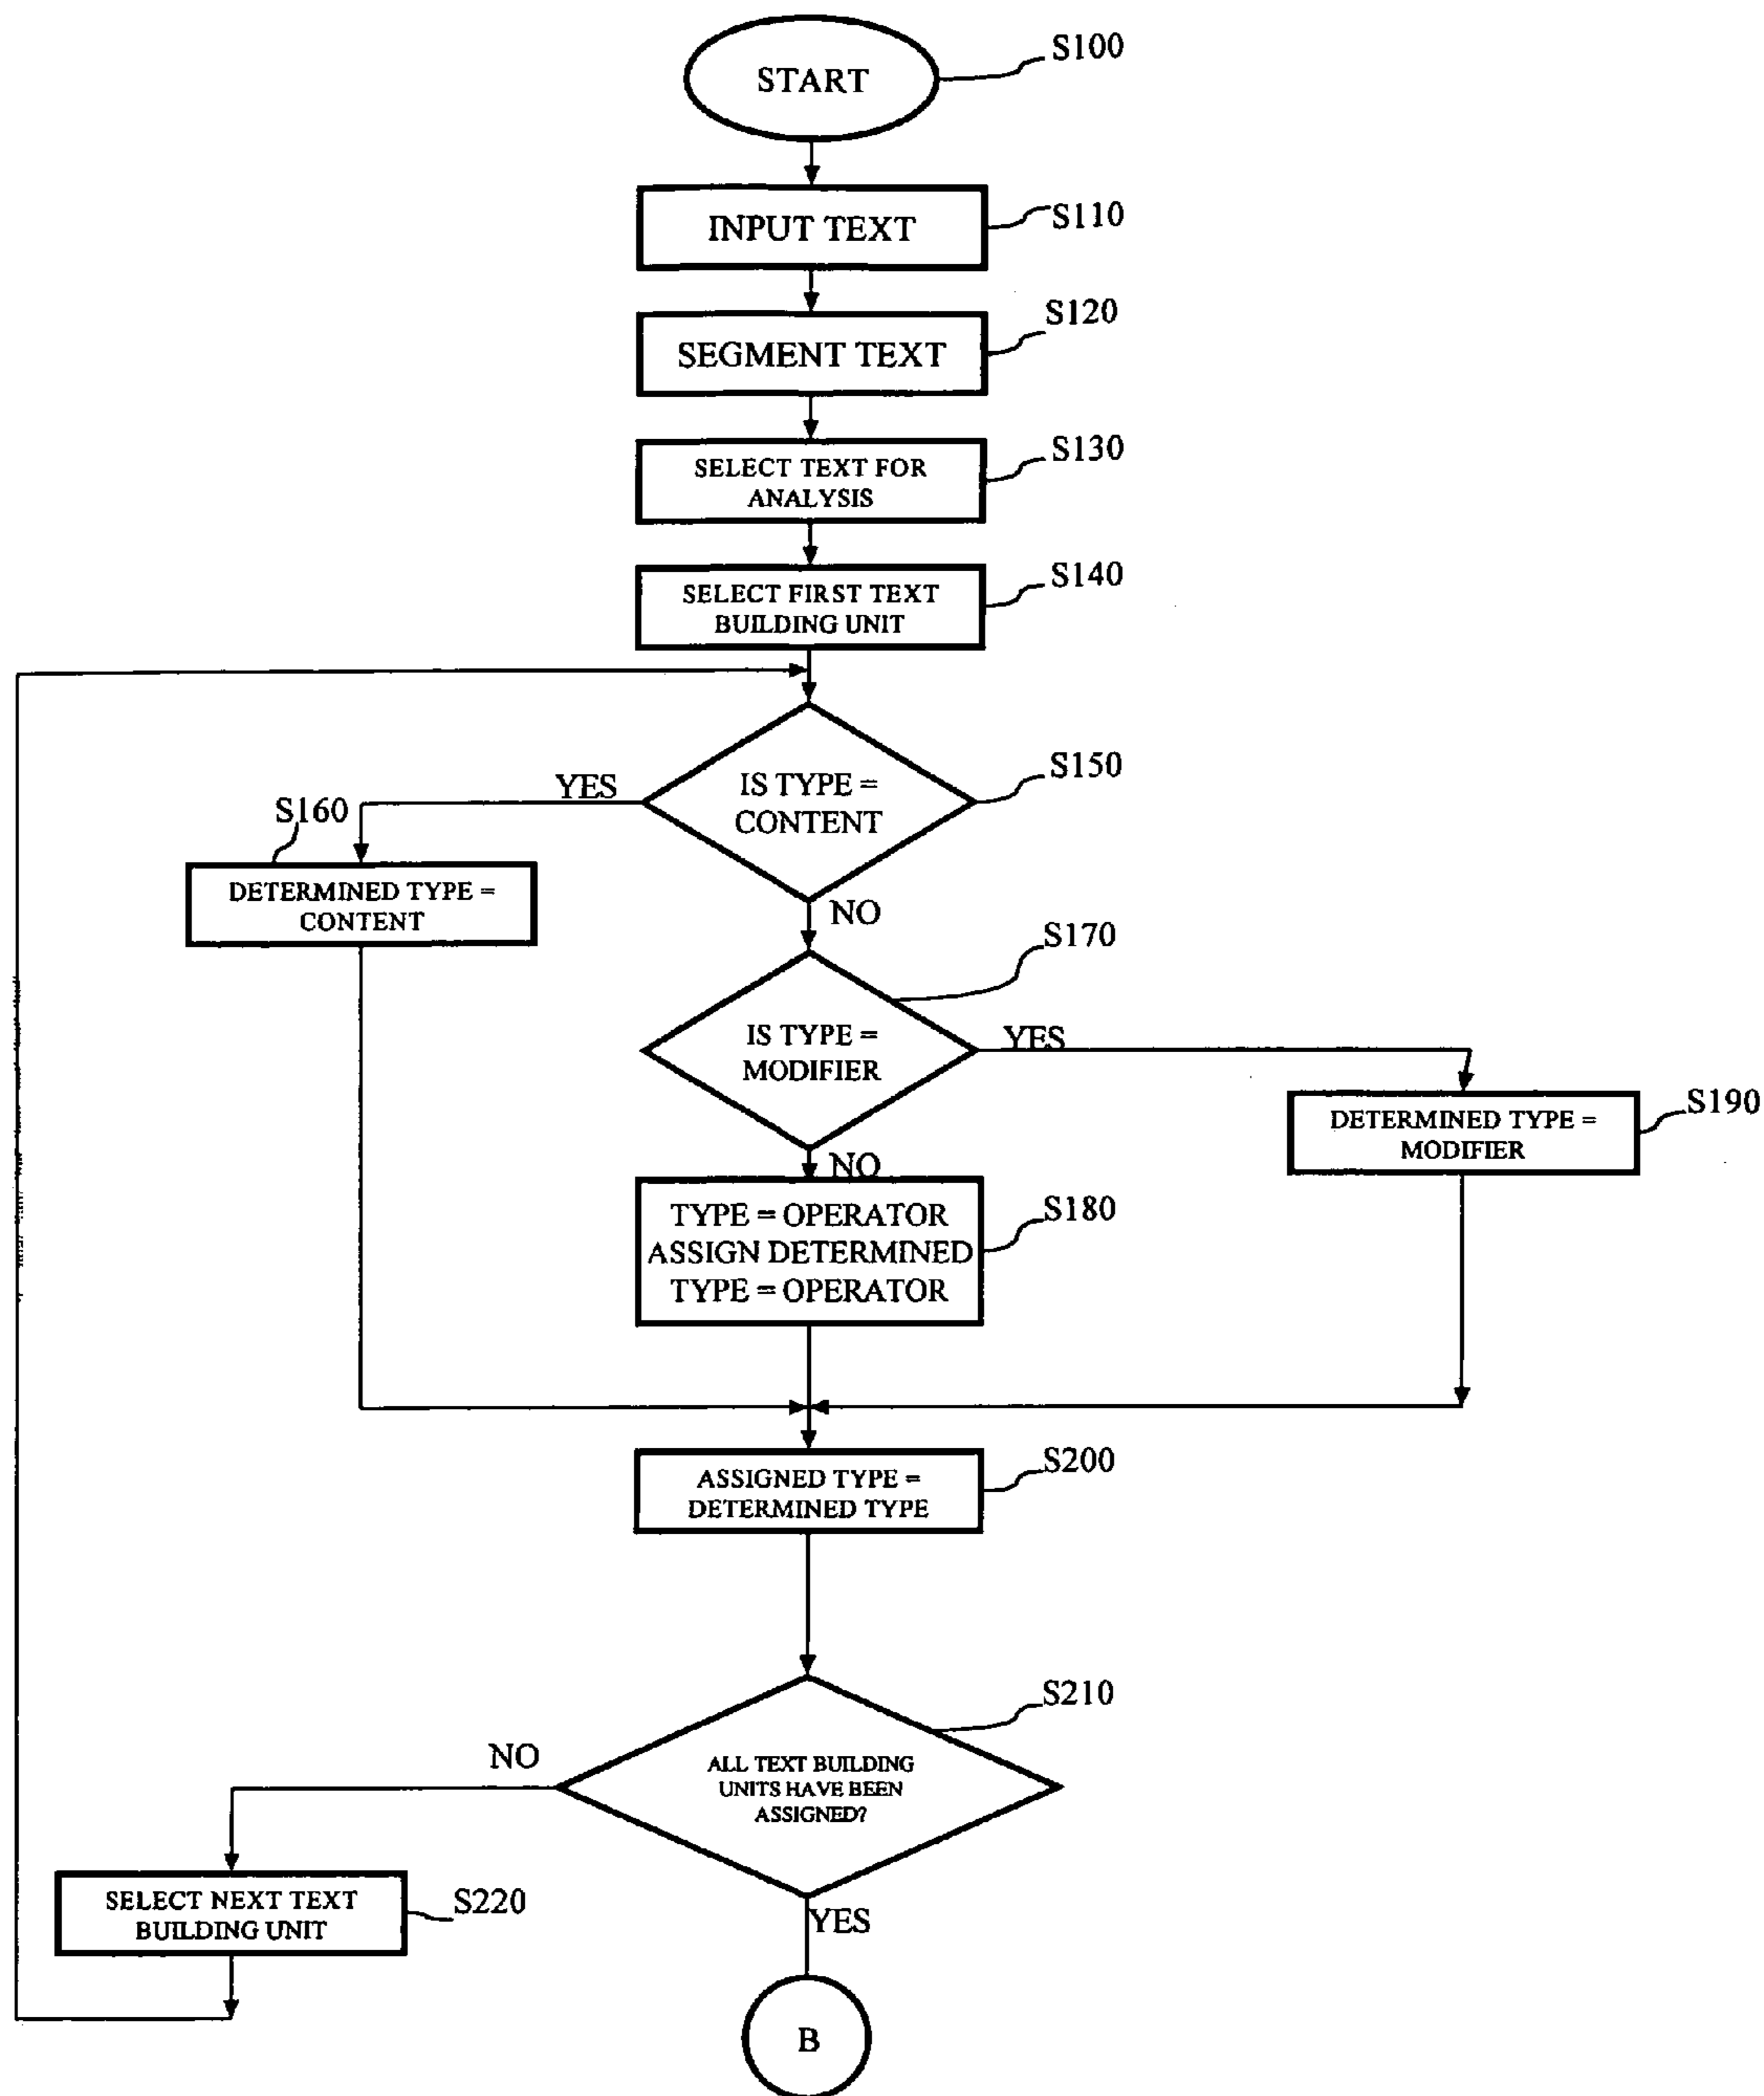 START
S100
INPUT TEXT
S110
SEGMENT TEXT
S120
SELECT TEXT FOR
ANALYSIS
S130
SELECT FIRST TEXT
BUILDING UNIT
S140
IS TYPE =
CONTENT
S150
YES
S160
DETERMINED TYPE =
CONTENT
NO
S170
IS TYPE =
MODIFIER
YES
S190
DETERMINED TYPE =
MODIFIER
NO
TYPE = OPERATOR
ASSIGN DETERMINED
TYPE = OPERATOR
S180
ASSIGNED TYPE =
DETERMINED TYPE
S200
S210
ALL TEXT BUILDING
UNITS HAVE BEEN
ASSIGNED?
NO
SELECT NEXT TEXT
BUILDING UNIT
S220
YES
B